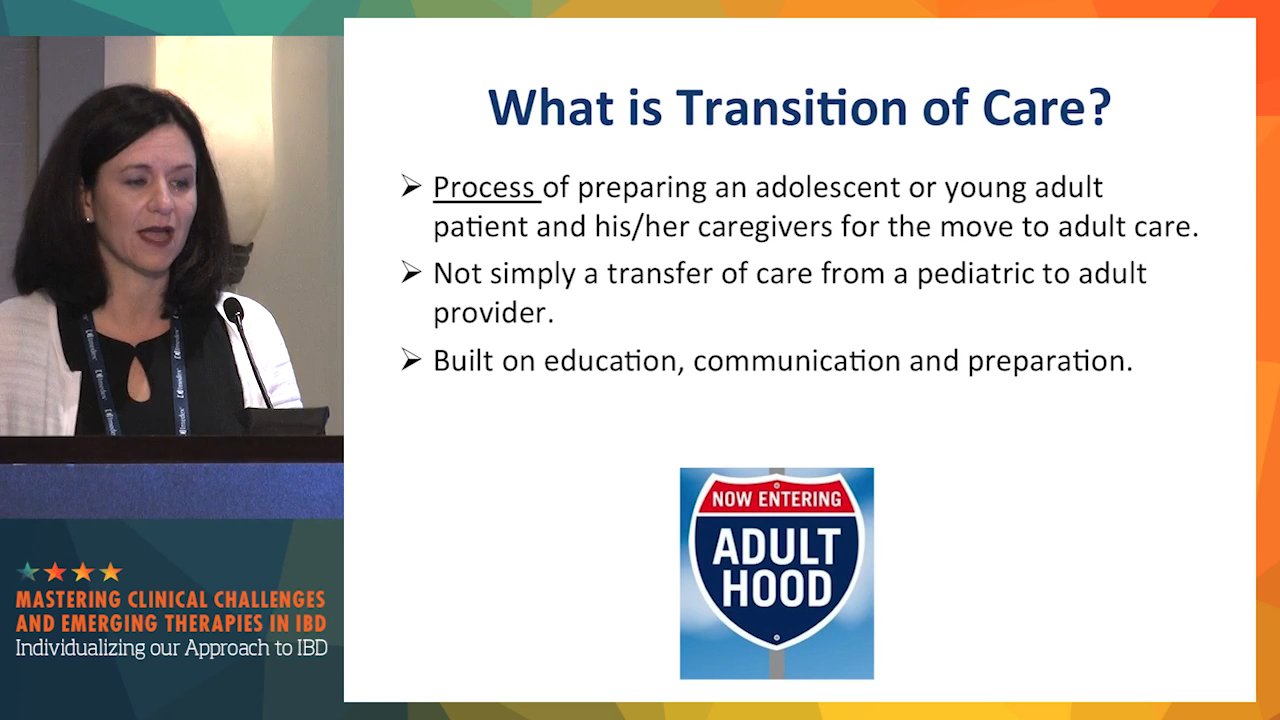 What is Transition of Care?
Process of preparing an adolescent or young adult
patient and his/her caregivers for the move to adult care.
Not simply a transfer of care from a pediatric to adult
provider.
Built on education, communication and preparation.
NOW ENTERING
ADULT
HOOD
MASTERING CLINICAL CHALLENGES
AND EMERGING THERAPIES IN IBD
Individualizing our Approach to IBD
imedex
imedex